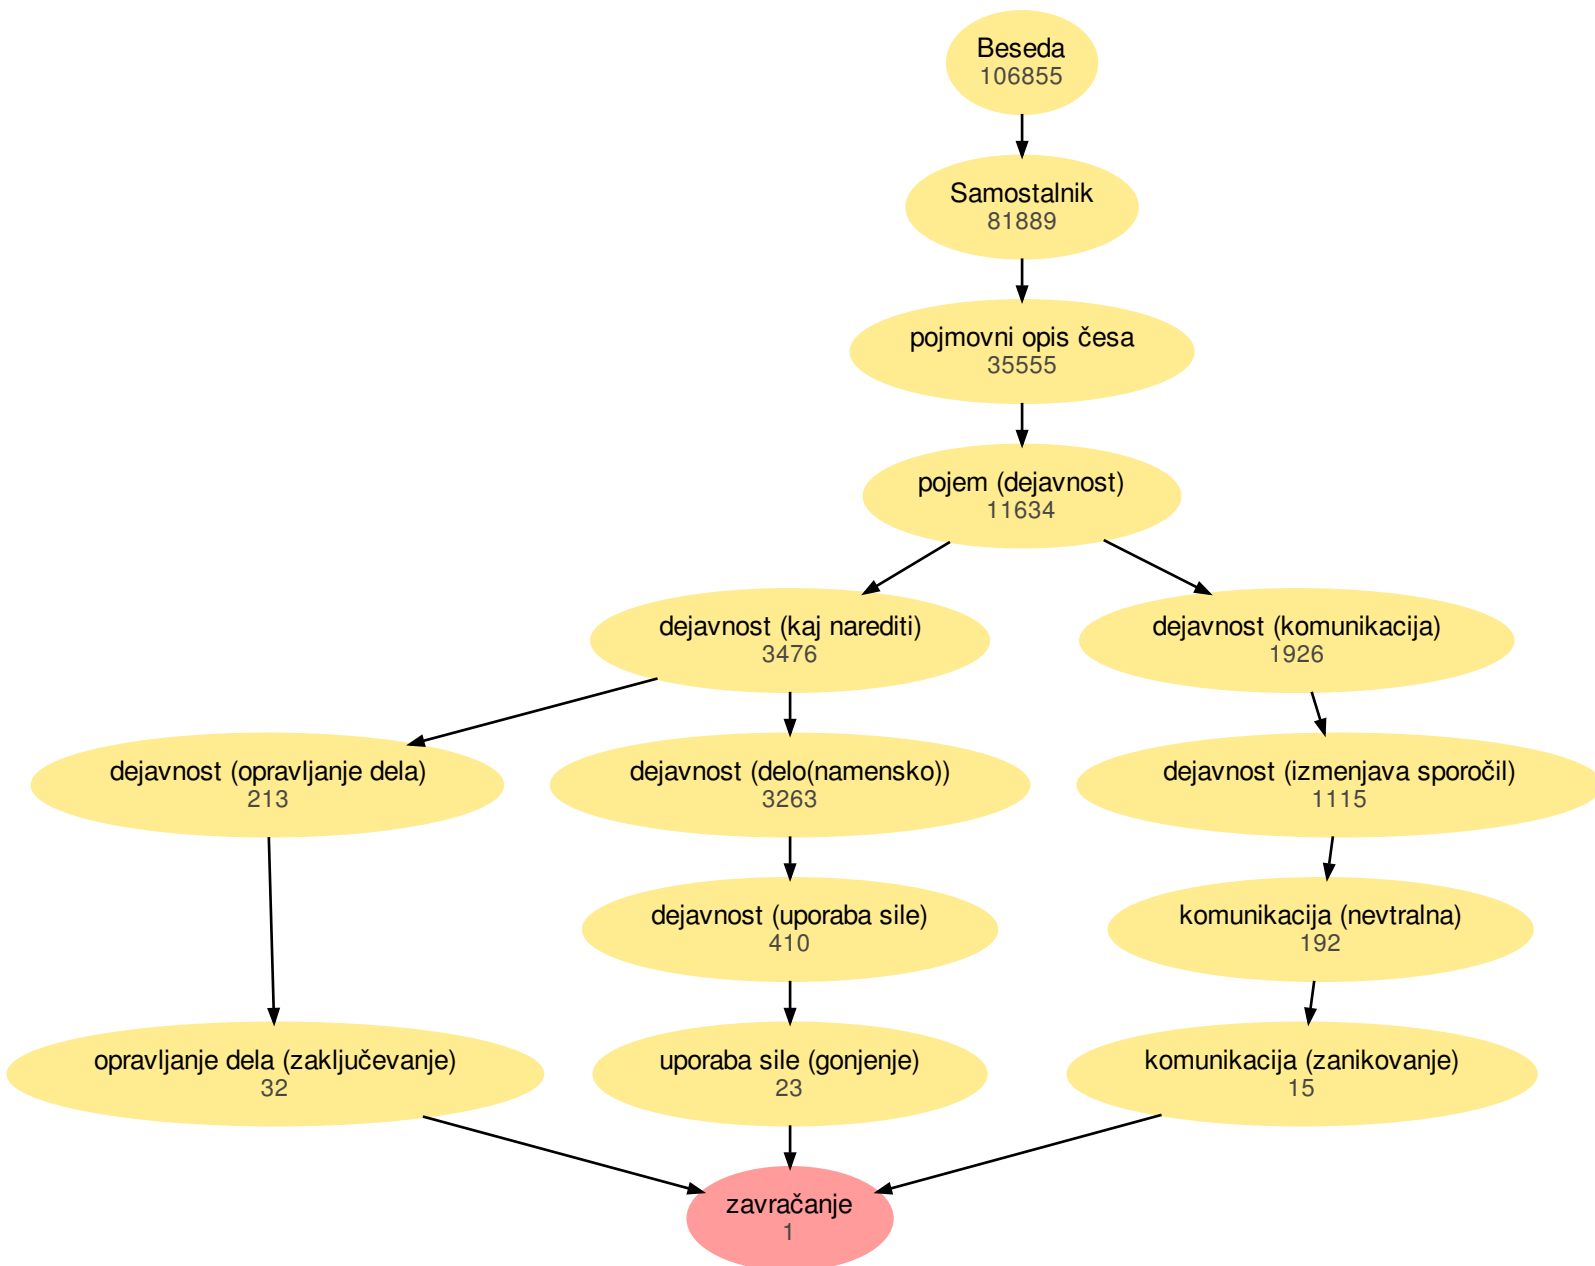 Beseda
106855
Samostalnik
81889
pojmovni opis česa
35555
pojem (dejavnost)
11634
dejavnost (kaj narediti)
3476
dejavnost (komunikacija)
1926
dejavnost (opravljanje dela)
213
dejavnost (delo(namensko))
3263
dejavnost (izmenjava sporočil)
1115
dejavnost (uporaba sile)
410
komunikacija (nevtralna)
192
opravljanje dela (zaključevanje)
32
uporaba sile (gonjenje)
23
komunikacija (zanikovanje)
15
zavračanje
1